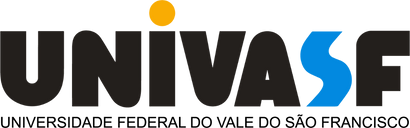 UNIVASF
UNIVERSIDADE FEDERAL DO VALE DO SÃO FRANCISCO